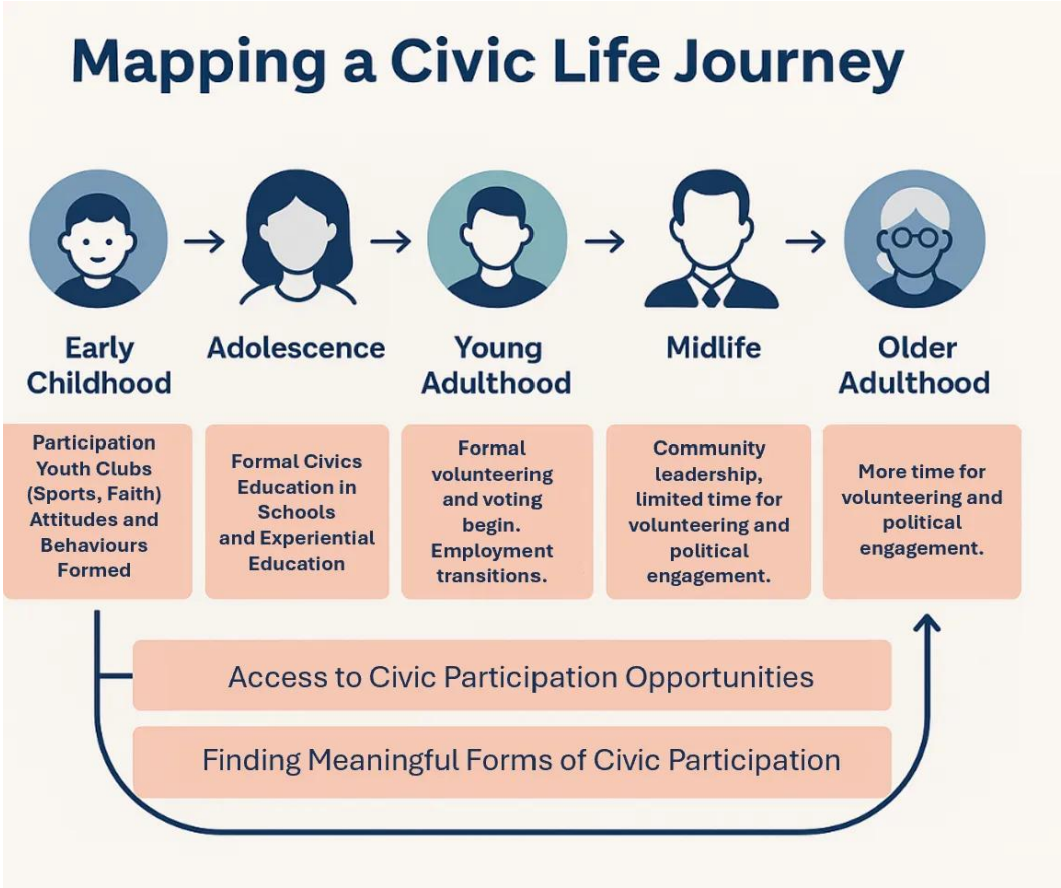 Mapping a Civic Life Journey
Early
Childhood
Adolescence
Young
Adulthood
Midlife
Older
Adulthood
Participation
Youth Clubs
(Sports, Faith)
Attitudes and
Behaviours
Formed
Formal Civics
Education in
Schools
and Experiential
Education
Formal
volunteering
and voting
begin.
Employment
transitions.
Community
leadership,
limited time for
volunteering and
political
engagement.
More time for
volunteering and
political
engagement.
Access to Civic Participation Opportunities
Finding Meaningful Forms of Civic Participation